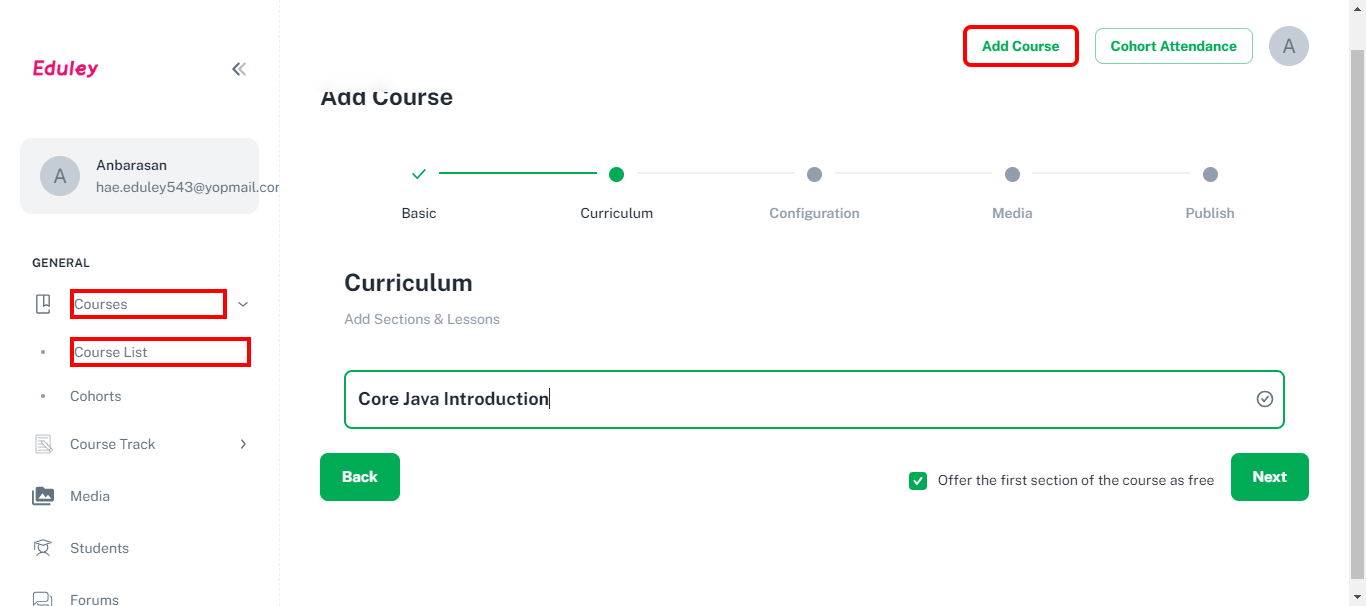 Eduley
Add Course
Cohort Attendance
A
A
Anbarasan
hae.eduley543@yopmail.com
GENERAL
Courses
Course List
Cohorts
Course Track
Media
Students
Forums
Add Course
Basic
Curriculum
Configuration
Media
Publish
Curriculum
Add Sections & Lessons
Core Java Introduction
Back
Offer the first section of the course as free
Next